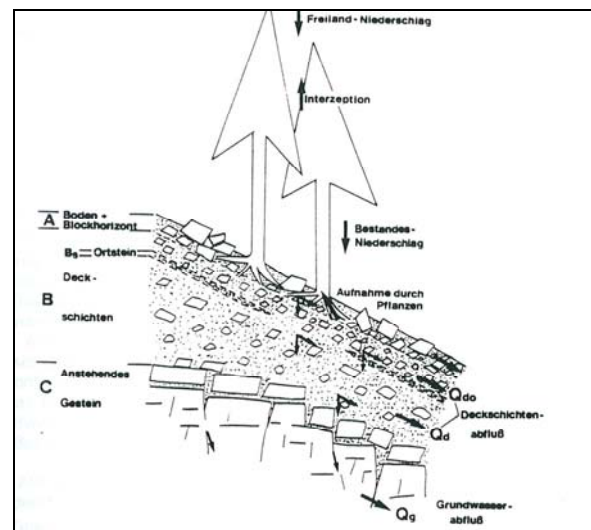 Freiland-Niederschlag
Interzeption
A Boden +
Blockhorizont
Bs Ortstein
Bestandes-
Niederschlag
Deck-
Aufnahme durch
Pflanzen
B
schichten
C
Anstehendes
Gestein
Qdo
Deckschichten-
abfluß
Qd
Qg
Grundwasser-
abfluß